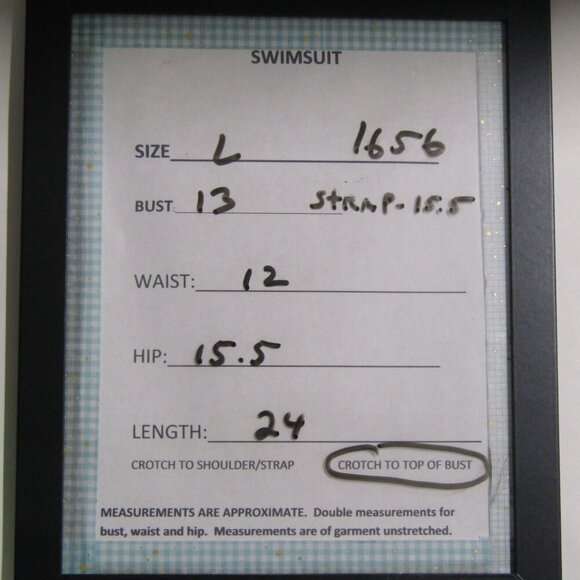 SWIMSUIT
SIZE L 1656
BUST: 13 STRAP- 15.5
WAIST: 12
HIP: 15.5
LENGTH: 24
CROTCH TO SHOULDER/STRAP CROTCH TO TOP OF BUST
MEASUREMENTS ARE APPROXIMATE. Double measurements for
bust, waist and hip. Measurements are of garment unstretched.